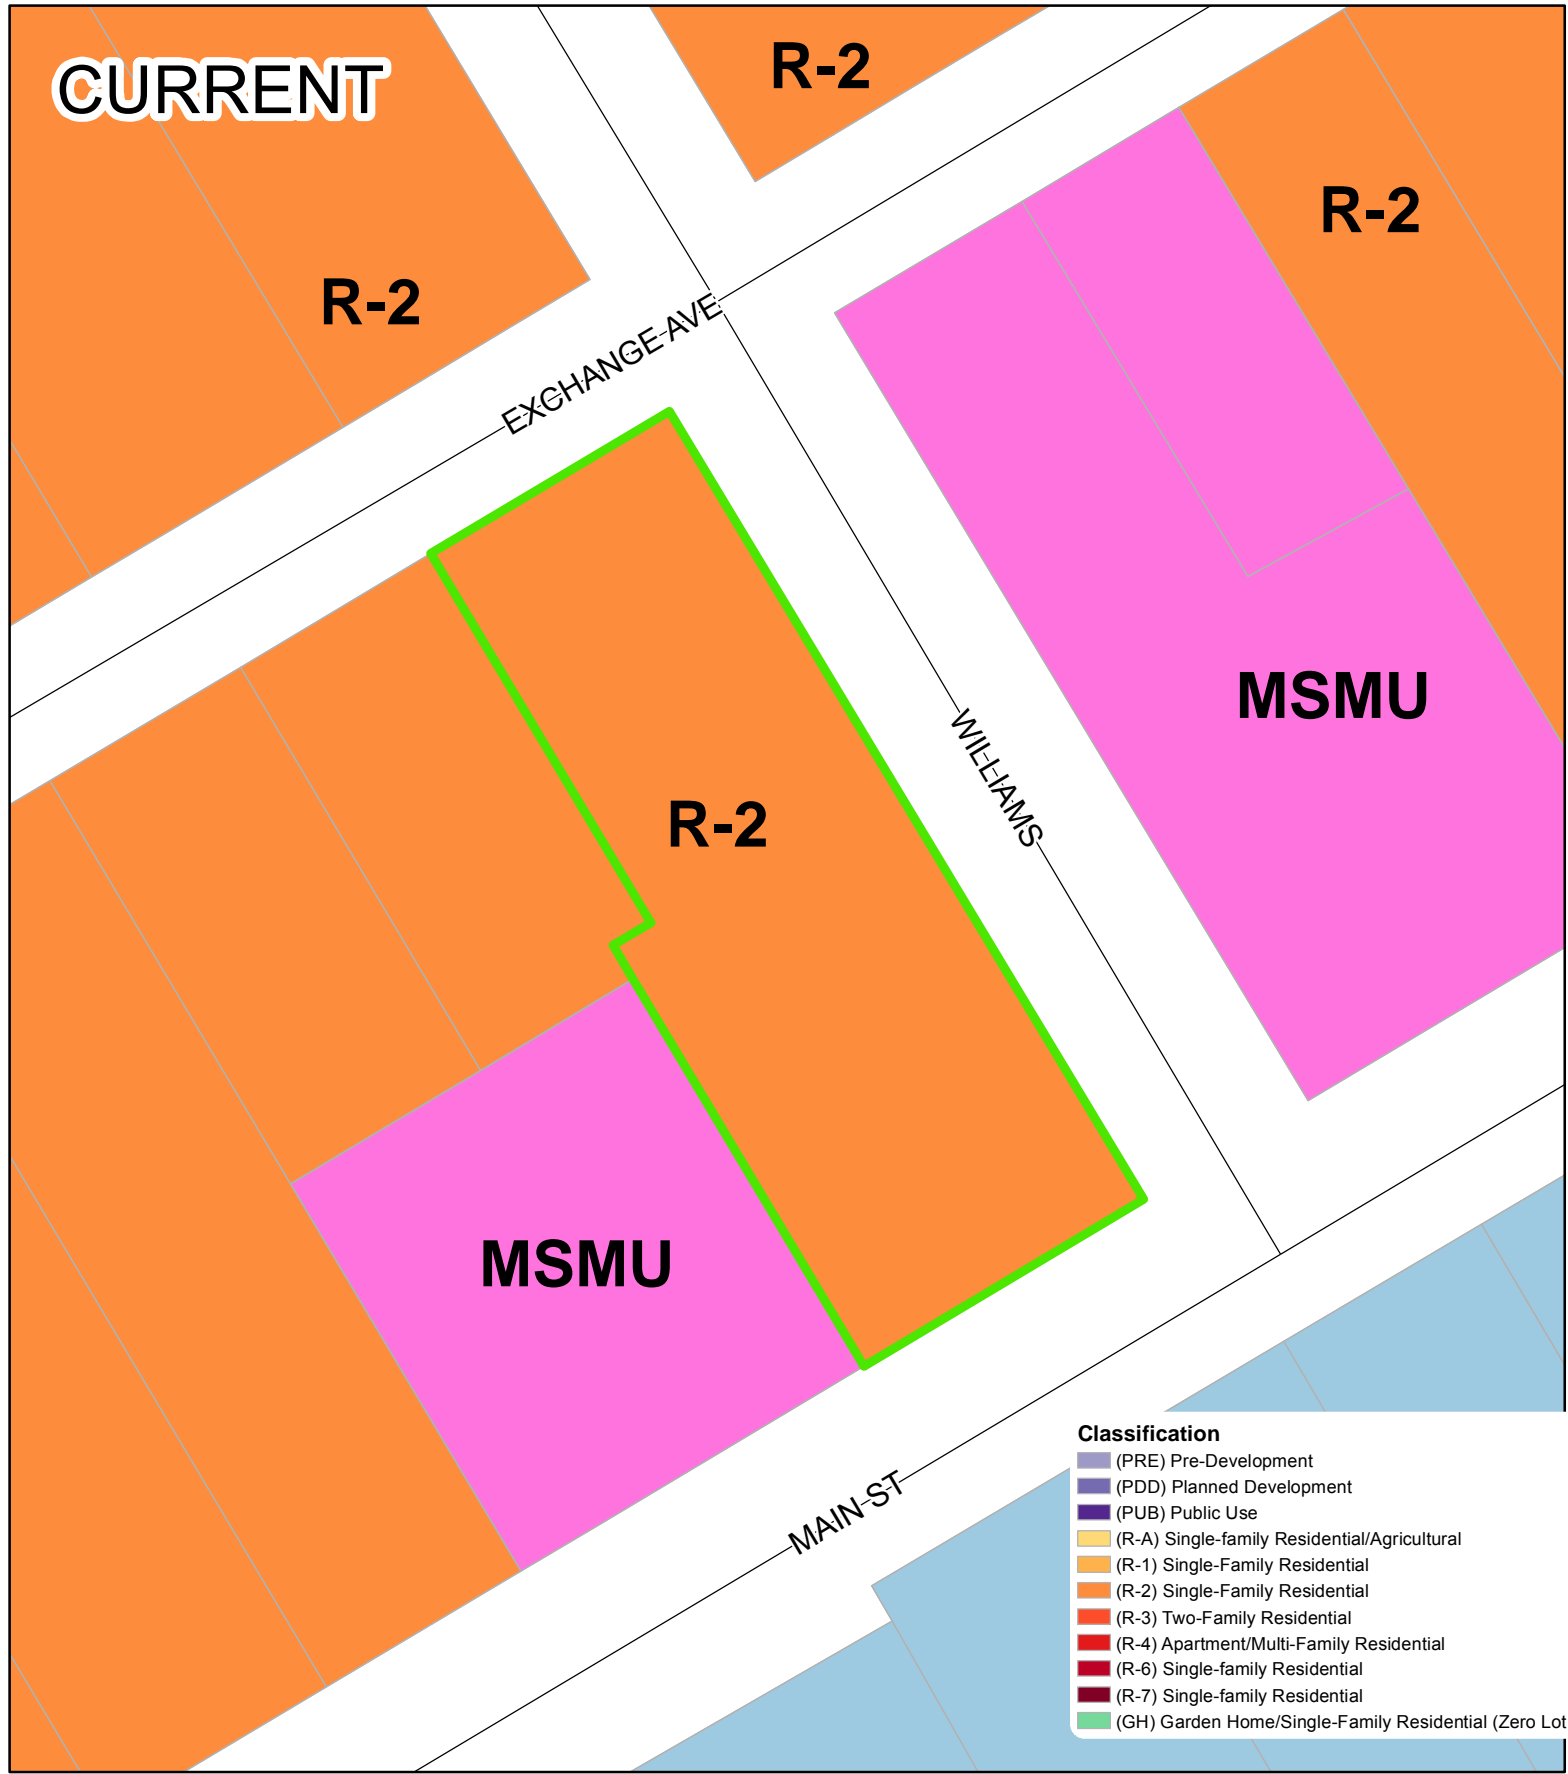 CURRENT
R-2
R-2
R-2
EXCHANGE AVE
MSMU
WILLIAMS
R-2
MSMU
MAIN ST
Classification
(PRE) Pre-Development
(PDD) Planned Development
(PUB) Public Use
(R-A) Single-family Residential/Agricultural
(R-1) Single-Family Residential
(R-2) Single-Family Residential
(R-3) Two-Family Residential
(R-4) Apartment/Multi-Family Residential
(R-6) Single-family Residential
(R-7) Single-family Residential
(GH) Garden Home/Single-Family Residential (Zero Lot